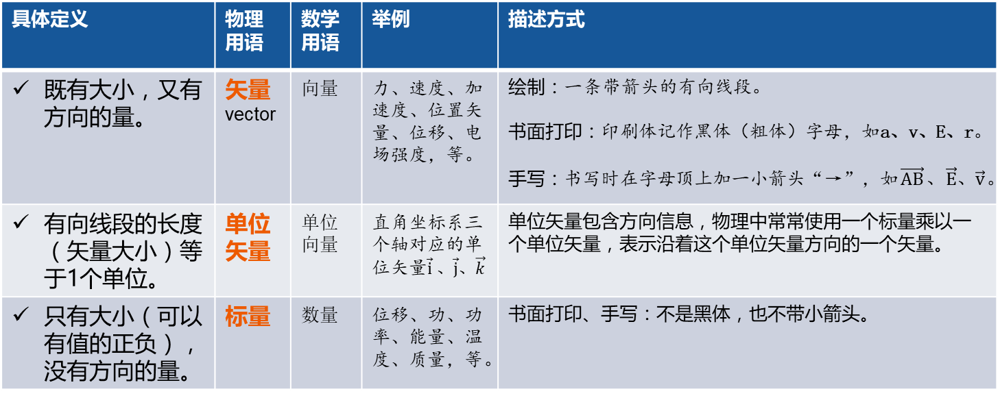 具体定义
物理
用语
数学
用语
举例
描述方式
✓ 既有大小，又有
方向的量。
矢量
vector
向量
力、速度、加
速度、位置矢
量、位移、电
场强度，等。
绘制：一条带箭头的有向线段。
书面打印：印刷体记作黑体（粗体）字母，如a、v、E、r。
手写：书写时在字母顶上加一小箭头“→”，如A⃗B⃗、E⃗、v⃗。
✓ 有向线段的长度
（矢量大小）等
于1个单位。
单位
矢量
单位
向量
直角坐标系三
个轴对应的单
位矢量i⃗、j⃗、k⃗
单位矢量包含方向信息，物理中常常使用一个标量乘以一
个单位矢量，表示沿着这个单位矢量方向的一个矢量。
✓ 只有大小（可以
有值的正负），
没有方向的量。
标量
数量
位移、功、功
率、能量、温
度、质量，等。
书面打印、手写：不是黑体，也不带小箭头。